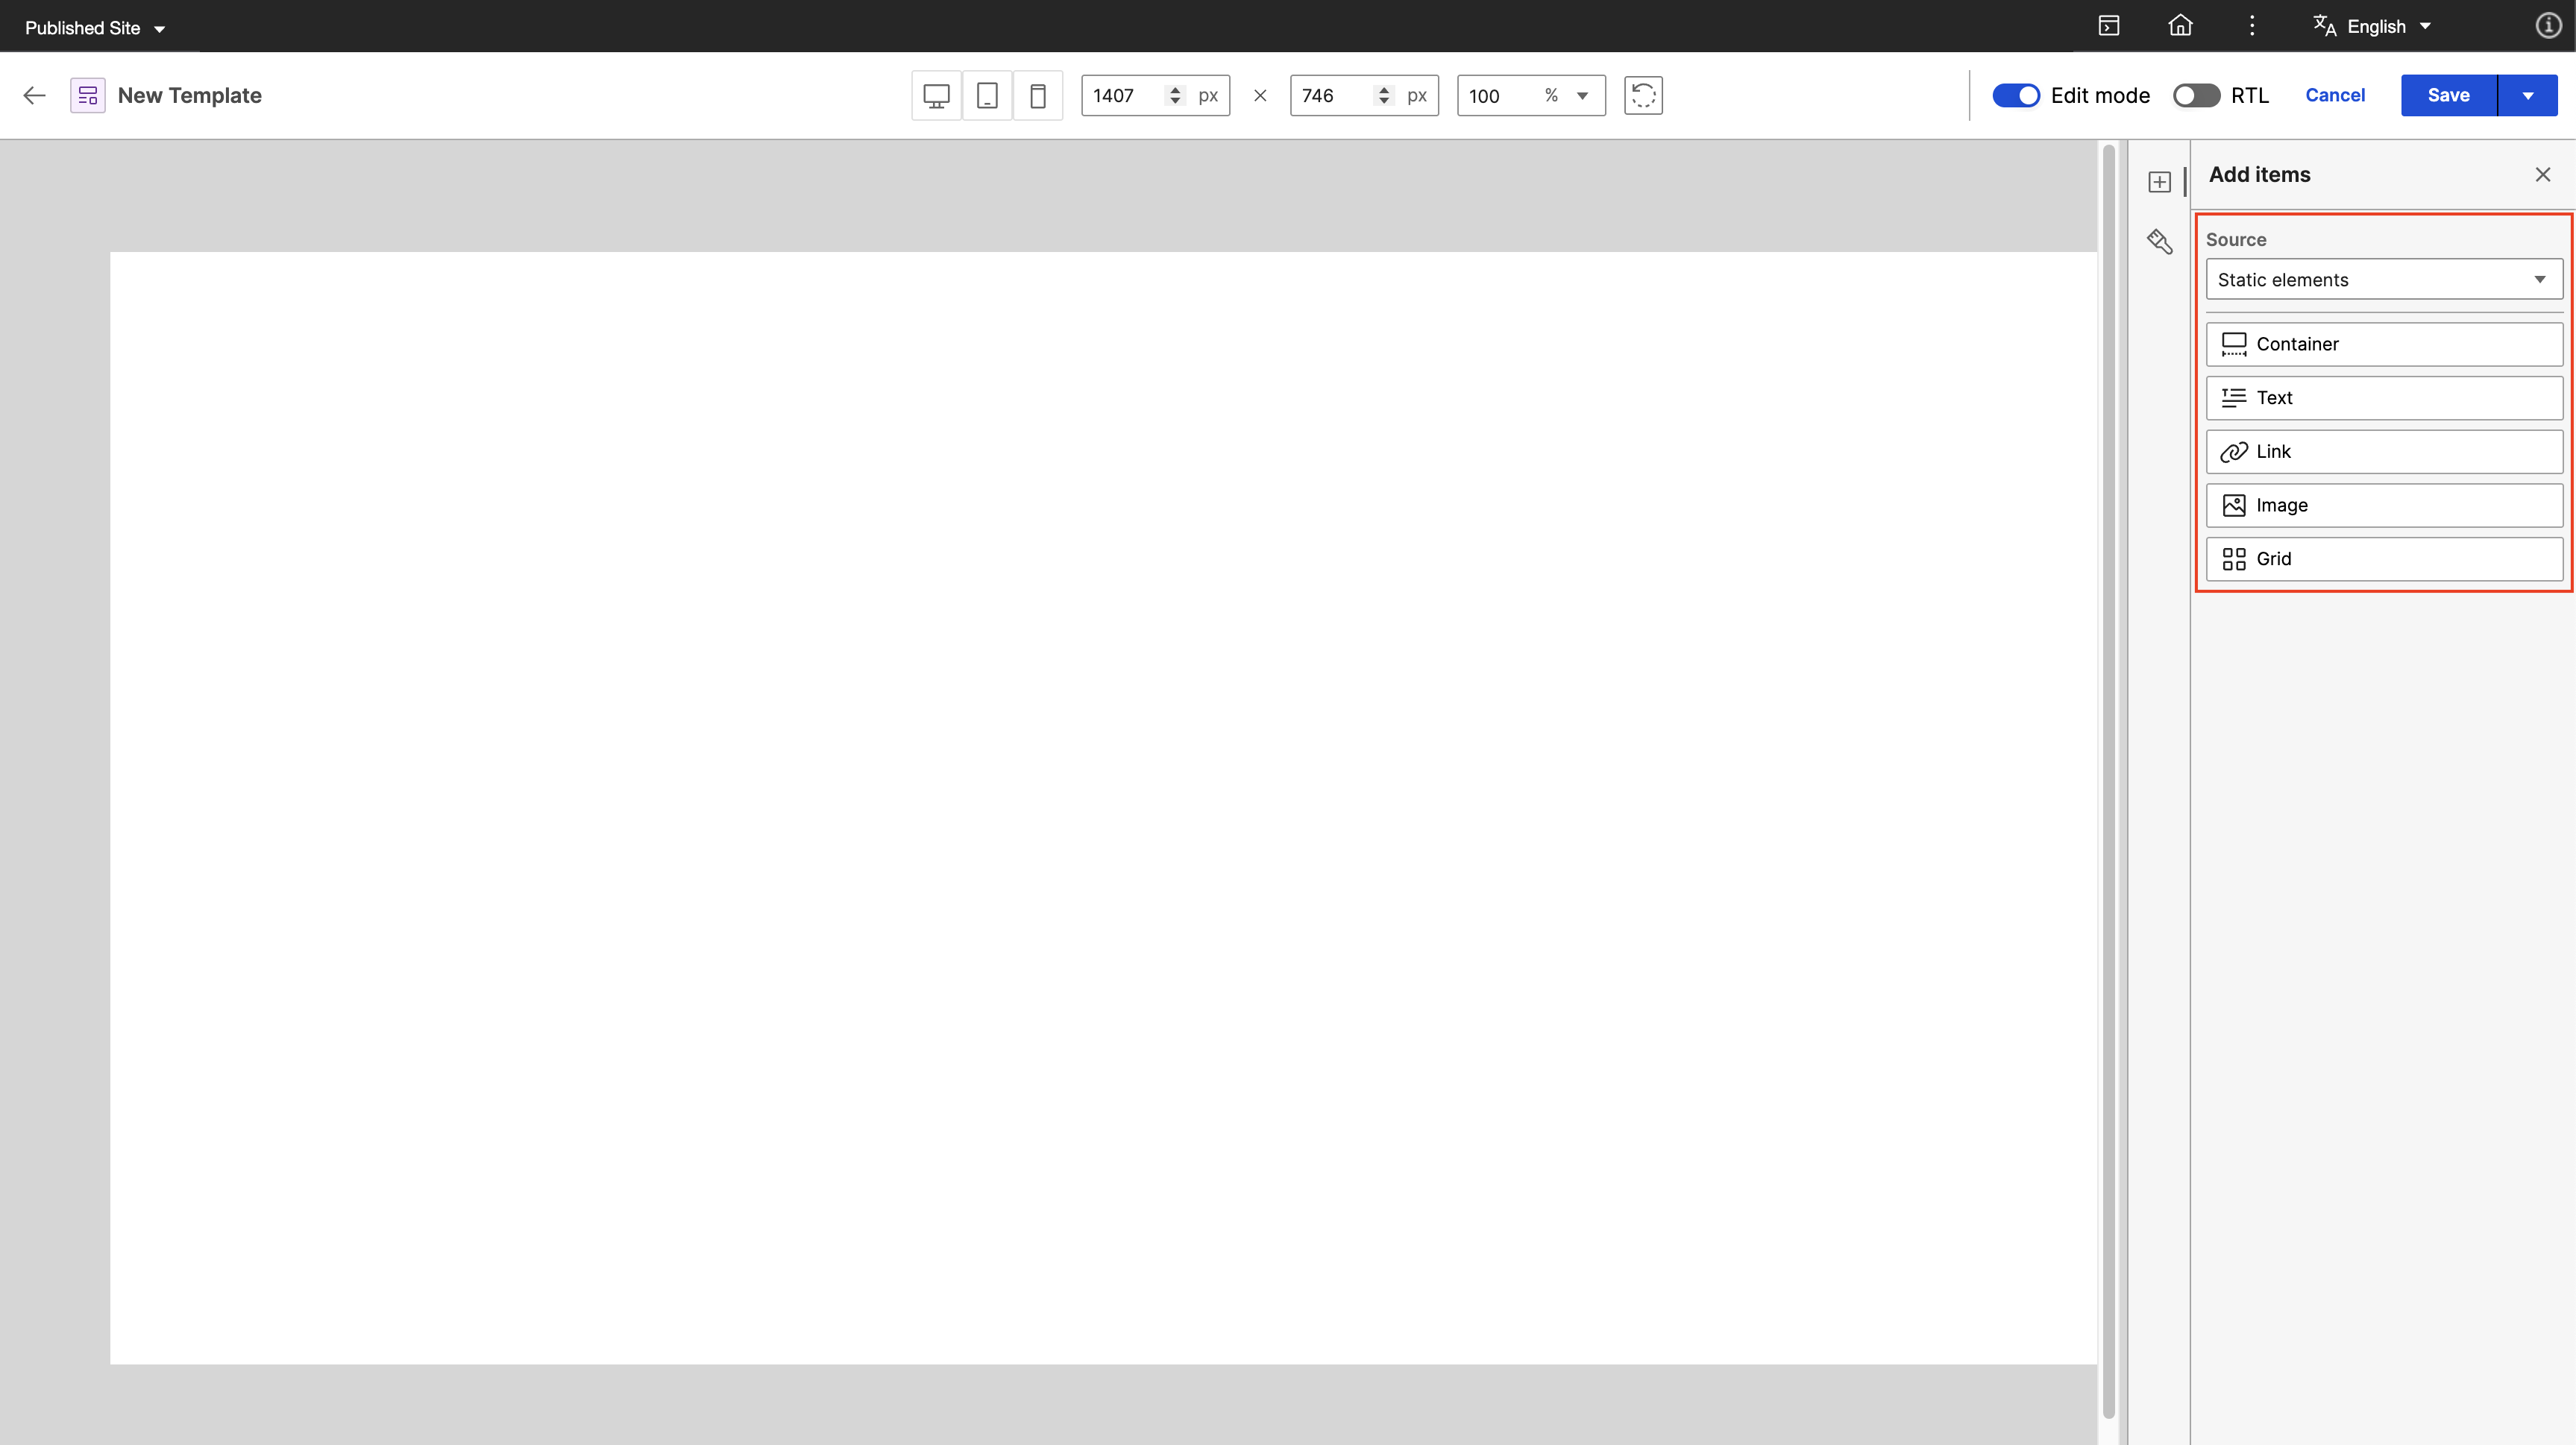 Published Site
English
New Template
1407 px × 746 px 100 %
Edit mode RTL Cancel Save
Add items
Source
Static elements
Container
Text
Link
Image
Grid